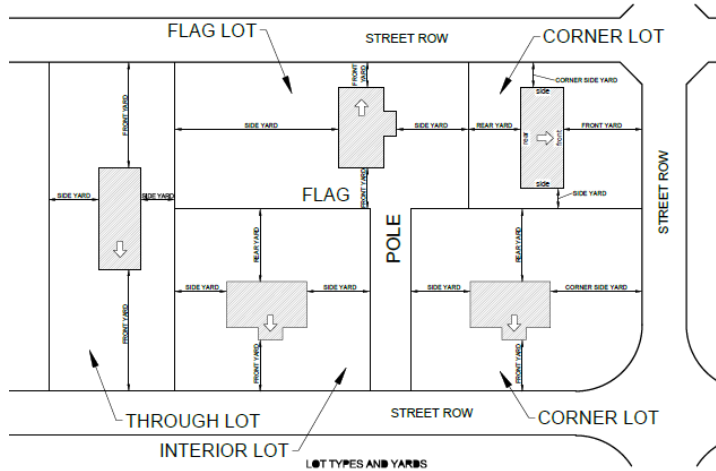 FLAG LOT
STREET ROW
CORNER LOT
FRONT YARD
FRONT YARD
CORNER SIDE YARD
side
SIDE YARD
SIDE YARD
REAR YARD
rear
front
FRONT YARD
side
SIDE YARD
SIDE YARD
SIDE YARD
FLAG
FRONT YARD
STREET ROW
POLE
REAR YARD
REAR YARD
SIDE YARD
SIDE YARD
SIDE YARD
CORNER SIDE YARD
FRONT YARD
FRONT YARD
FRONT YARD
THROUGH LOT
STREET ROW
CORNER LOT
INTERIOR LOT
LOT TYPES AND YARDS